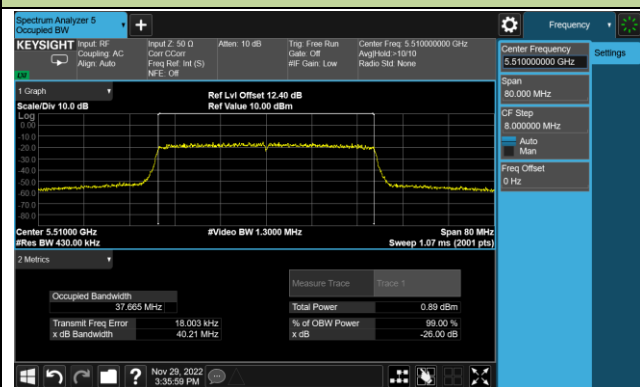 Spectrum Analyzer 5
Occupied BW
Frequency
KEYSIGHT
Input: RF
Coupling: AC
Align: Auto
Input Z: 50 Ω
Corr CCorr
Freq Ref: Int (S)
NFE: Off
Atten: 10 dB
Trig: Free Run
Gate: Off
#IF Gain: Low
Center Freq: 5.510000000 GHz
Avg|Hold:>10/10
Radio Std: None
LXI
Center Frequency
5.510000000 GHz
Settings
Span
80.000 MHz
CF Step
8.000000 MHz
Auto
Man
Freq Offset
0 Hz
1 Graph
Scale/Div 10.0 dB
Ref Lvl Offset 12.40 dB
Ref Value 10.00 dBm
Log
0.00
-10.0
-20.0
-30.0
-40.0
-50.0
-60.0
-70.0
-80.0
Center 5.51000 GHz
#Res BW 430.00 kHz
#Video BW 1.3000 MHz
Span 80 MHz
Sweep 1.07 ms (2001 pts)
2 Metrics
Measure Trace
Trace 1
Occupied Bandwidth
37.665 MHz
Total Power
0.89 dBm
Transmit Freq Error
18.003 kHz
% of OBW Power
99.00 %
x dB Bandwidth
40.21 MHz
x dB
-26.00 dB
Nov 29, 2022
3:35:59 PM